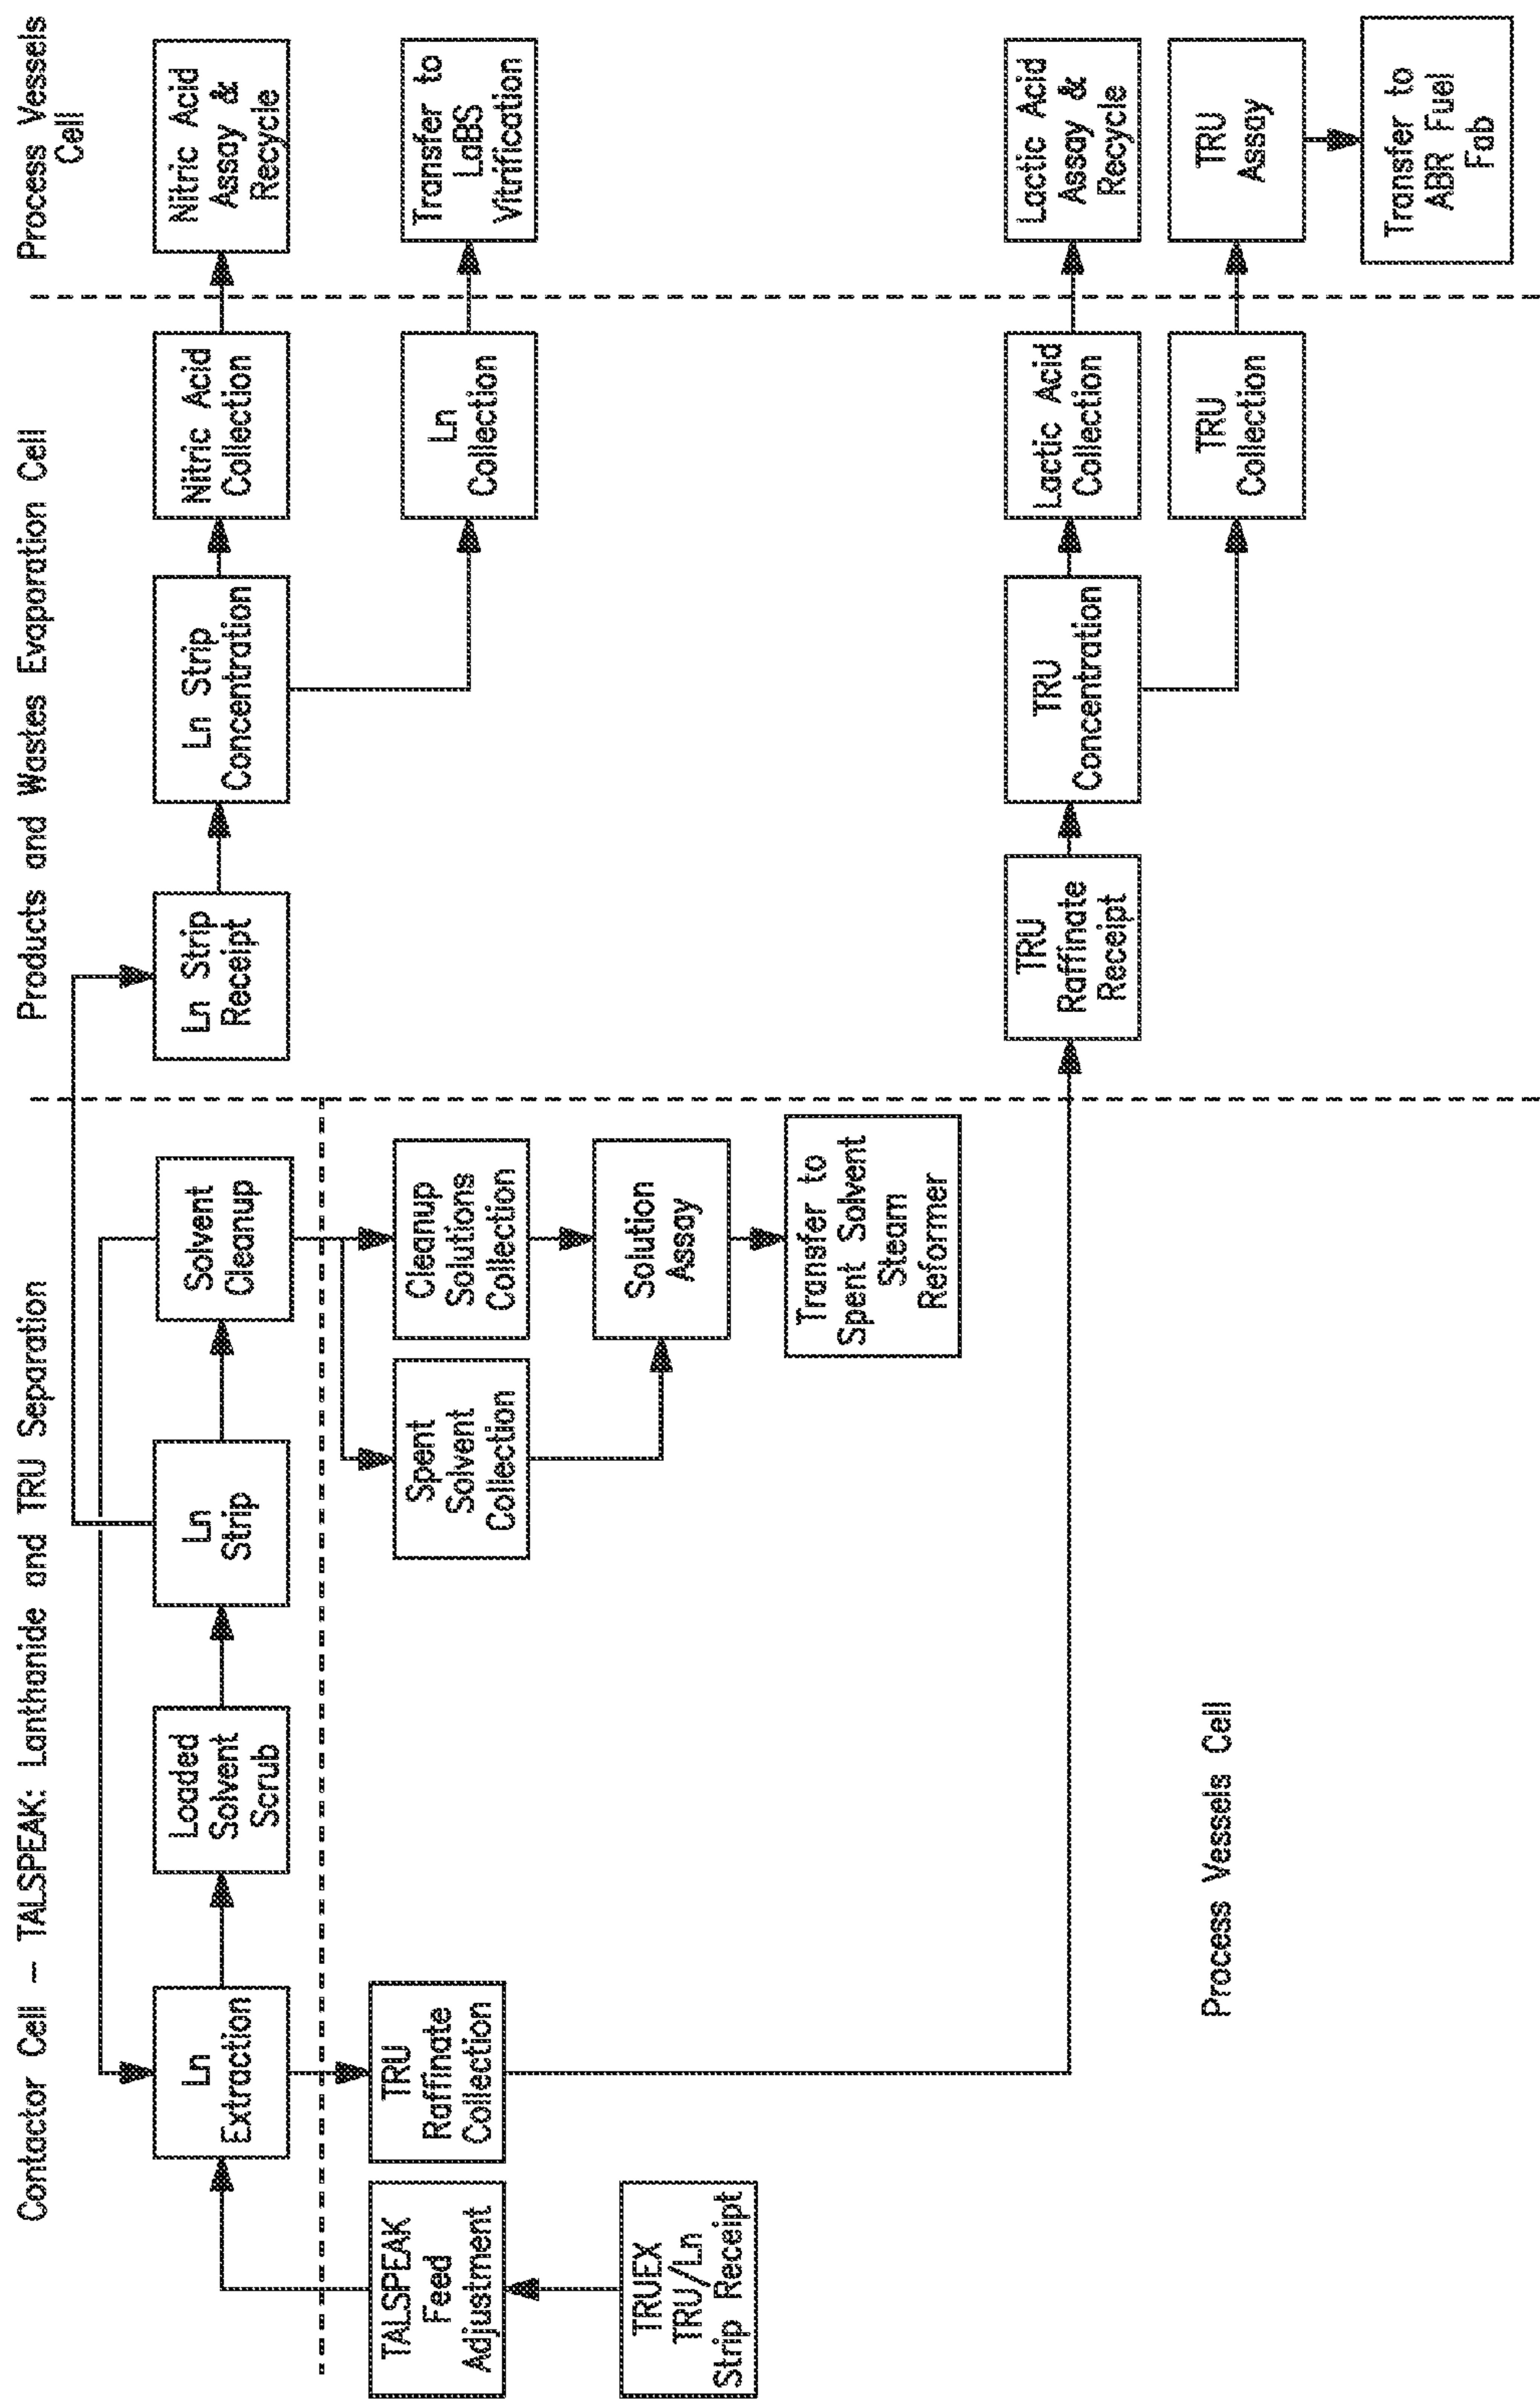 Contactor Cell – TALSPEAK: Lanthanide and TRU Separation
Products and Wastes Evaporation Cell
Process Vessels
Cell
Ln
Extraction
Loaded
Solvent
Scrub
Ln
Strip
Solvent
Cleanup
Ln Strip
Receipt
Ln Strip
Concentration
Nitric Acid
Collection
Nitric Acid
Assay &
Recycle
TALSPEAK
Feed
Adjustment
TRU
Raffinate
Collection
Spent
Solvent
Collection
Cleanup
Solutions
Collection
Ln
Collection
Transfer to
LaBS
Vitrification
TRUEX
TRU/Ln
Strip Receipt
Solution
Assay
Transfer to
Spent Solvent
Steam
Reformer
TRU
Raffinate
Receipt
TRU
Concentration
Lactic Acid
Collection
Lactic Acid
Assay &
Recycle
Process Vessels Cell
TRU
Collection
TRU
Assay
Transfer to
ABR Fuel
Fab